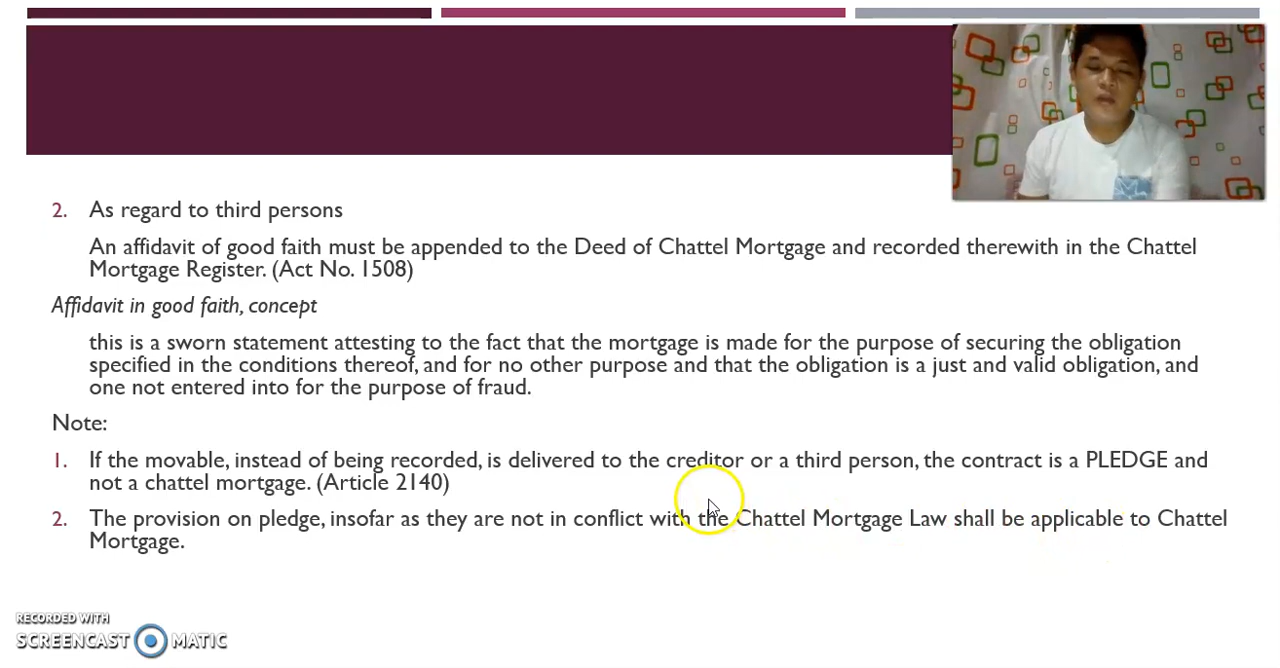 2. As regard to third persons
An affidavit of good faith must be appended to the Deed of Chattel Mortgage and recorded therewith in the Chattel
Mortgage Register. (Act No. 1508)
Affidavit in good faith, concept
this is a sworn statement attesting to the fact that the mortgage is made for the purpose of securing the obligation
specified in the conditions thereof, and for no other purpose and that the obligation is a just and valid obligation, and
one not entered into for the purpose of fraud.
Note:
1. If the movable, instead of being recorded, is delivered to the creditor or a third person, the contract is a PLEDGE and
not a chattel mortgage. (Article 2140)
2. The provision on pledge, insofar as they are not in conflict with the Chattel Mortgage Law shall be applicable to Chattel
Mortgage.
RECORDED WITH
SCREENCAST MATIC